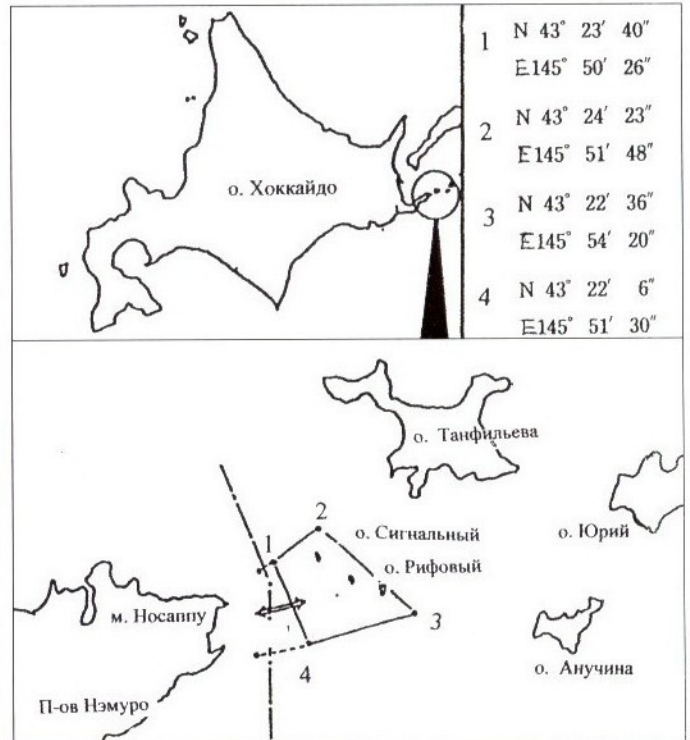 о. Хоккайдо
1
N 43° 23′ 40″
E145° 50′ 26″
2
N 43° 24′ 23″
E145° 51′ 48″
3
N 43° 22′ 36″
E145° 54′ 20″
4
N 43° 22′ 6″
E145° 51′ 30″
о. Танфильева
2
о. Сигнальный
о. Юрий
1
о. Рифовый
м. Носаппу
3
4
о. Анучина
П-ов Нэмуро